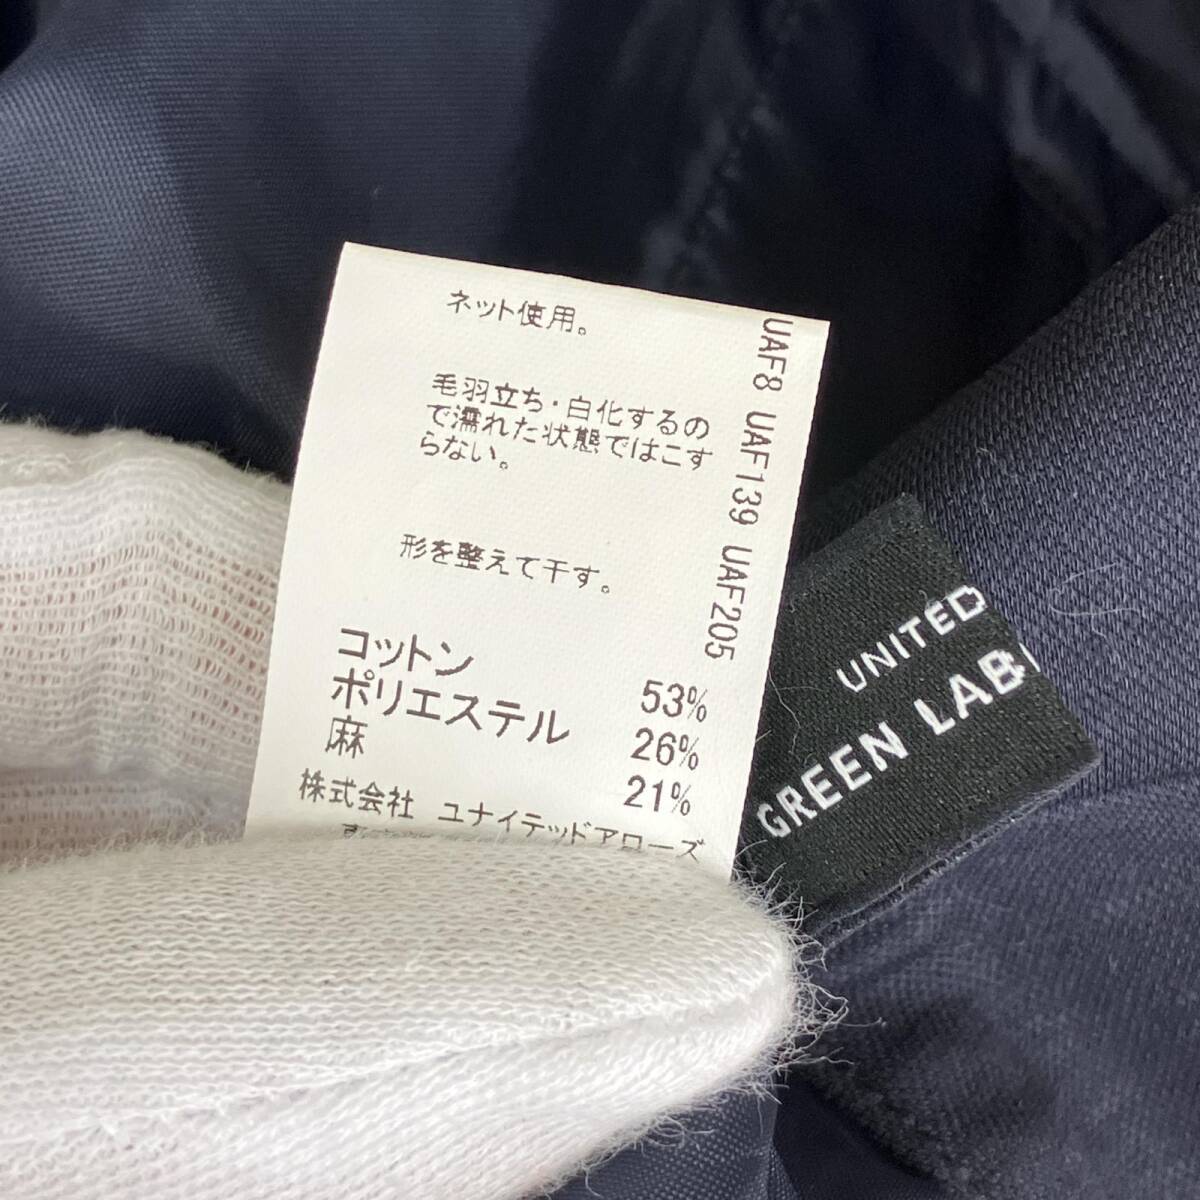 ネット使用。
毛羽立ち・白化するの
で濡れた状態ではこす
らない。
形を整えて干す。
コットン 53%
ポリエステル 26%
麻 21%
株式会社 ユナイテッドアローズ
UAF8 UAF139 UAF205
UNITED
GREEN LAB